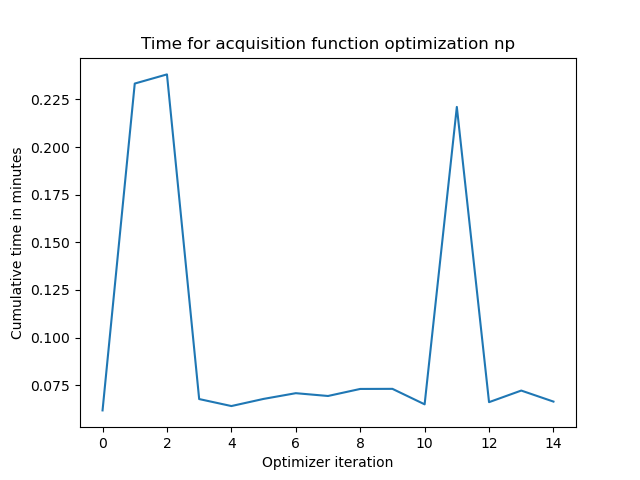 Time for acquisition function optimization np
Cumulative time in minutes
0.225
0.200
0.175
0.150
0.125
0.100
0.075
0 2 4 6 8 10 12 14
Optimizer iteration